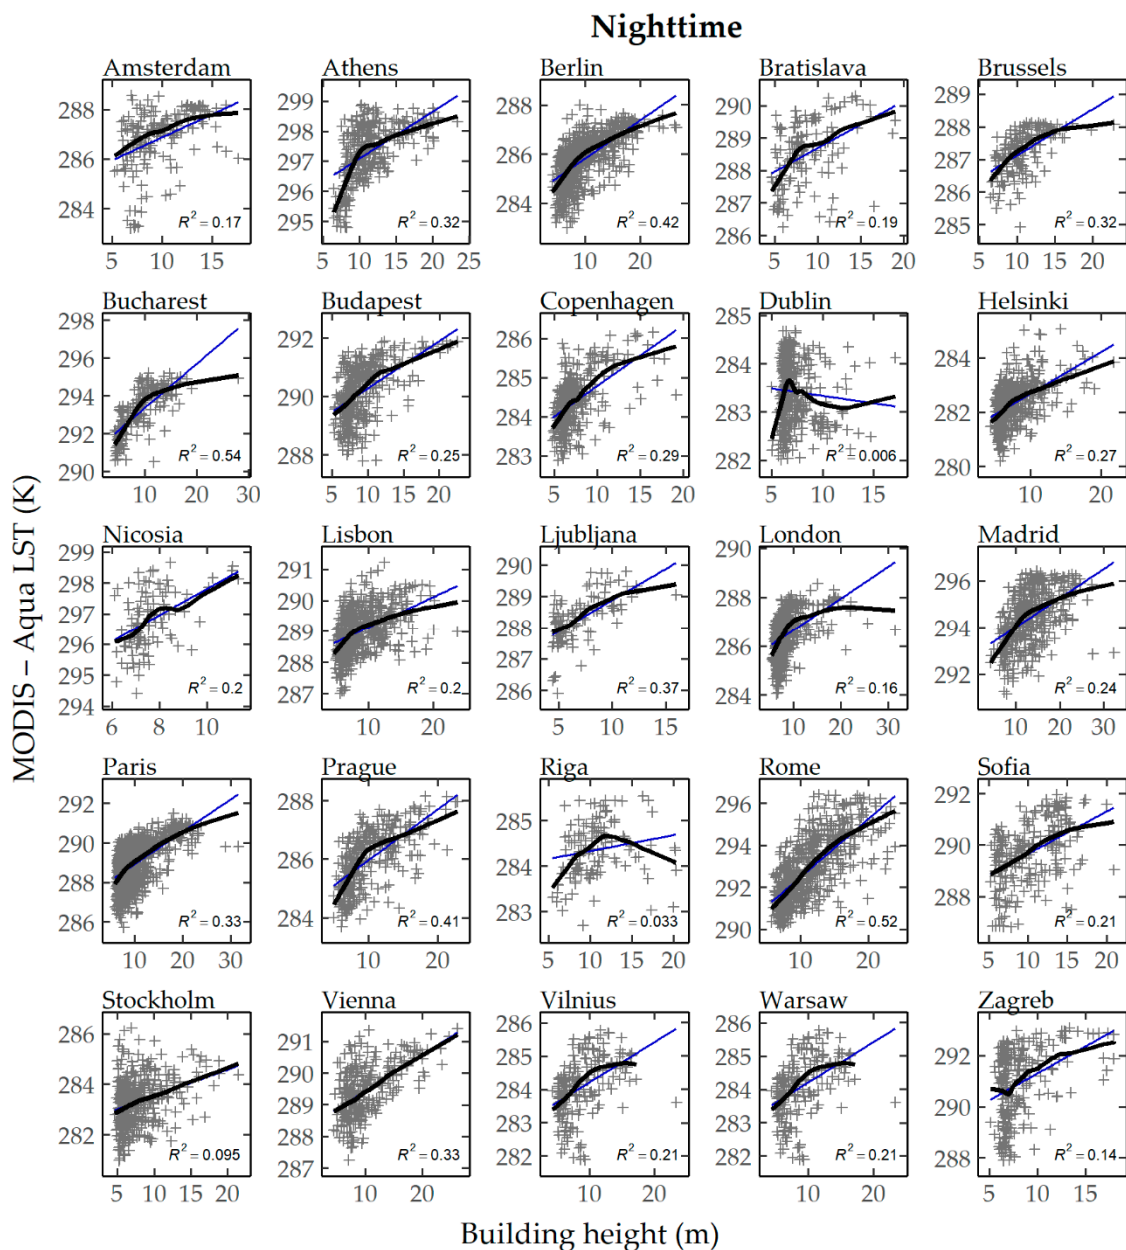 Nighttime
Amsterdam Athens Berlin Bratislava Brussels
288
286
284
R² = 0.17
5 10 15
299
298
297
296
295
R² = 0.32
5 10 15 20 25
288
286
284
R² = 0.42
10 20
290
289
288
287
286
R² = 0.19
5 10 15 20
289
288
287
286
285
R² = 0.32
5 10 15 20
Bucharest Budapest Copenhagen Dublin Helsinki
298
296
294
292
290
R² = 0.54
10 20 30
292
290
288
R² = 0.25
10 20
286
285
284
283
R² = 0.29
10 20
285
284
283
282
R² = 0.006
5 10 15
284
282
280
R² = 0.27
10 20
Nicosia Lisbon Ljubljana London Madrid
299
298
297
296
295
294
R² = 0.2
6 8 10
291
290
289
288
287
R² = 0.2
10 20
290
289
288
287
286
R² = 0.37
5 10 15
290
288
286
284
R² = 0.16
10 20 30
296
294
292
R² = 0.24
10 20 30
MODIS – Aqua LST (K)
Paris Prague Riga Rome Sofia
292
290
288
286
R² = 0.33
10 20 30
288
286
284
R² = 0.41
10 20
285
284
283
R² = 0.033
5 10 15 20
296
294
292
290
R² = 0.52
10 20
292
290
288
R² = 0.21
5 10 15 20
Stockholm Vienna Vilnius Warsaw Zagreb
286
284
282
R² = 0.095
5 10 15 20
291
290
289
288
287
R² = 0.33
10 20
286
285
284
283
282
R² = 0.21
10 20
286
285
284
283
282
R² = 0.21
10 20
292
290
288
R² = 0.14
5 10 15
Building height (m)